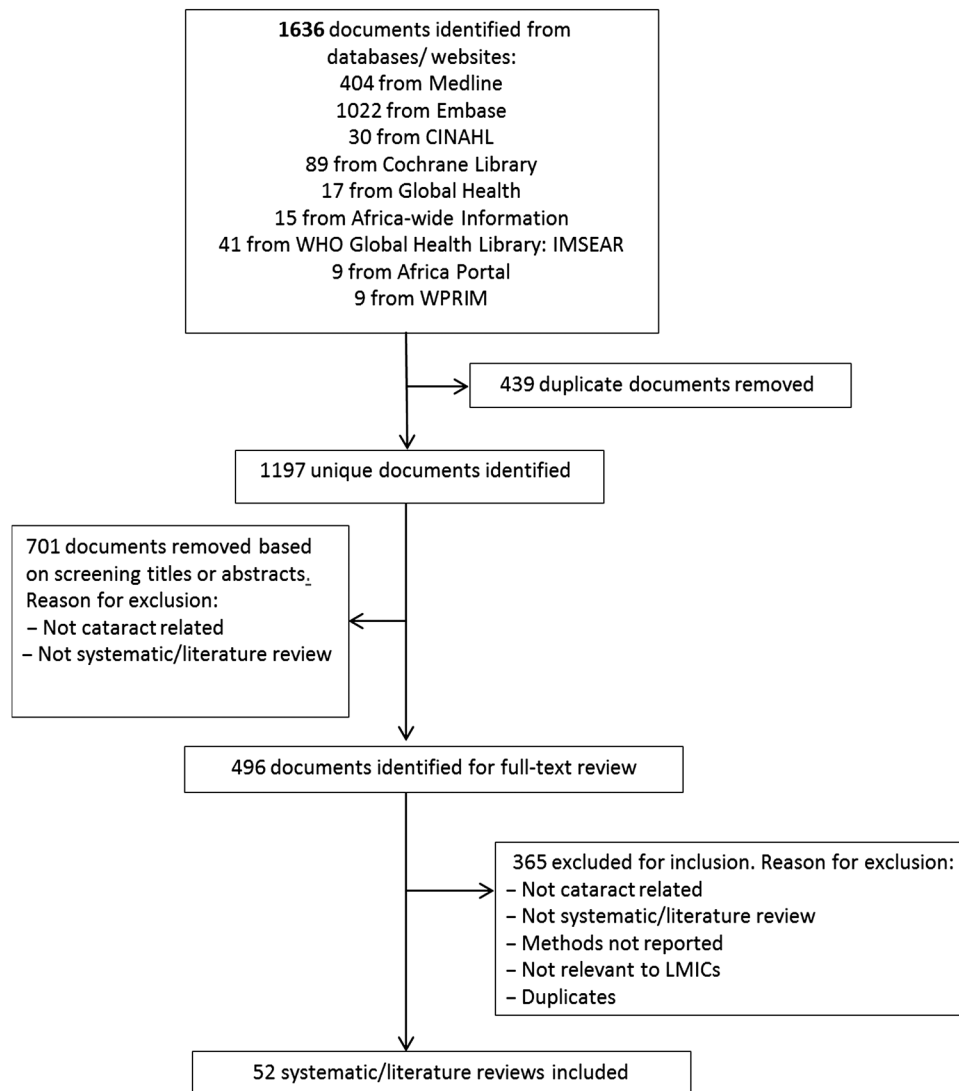 1636 documents identified from
databases/ websites:
404 from Medline
1022 from Embase
30 from CINAHL
89 from Cochrane Library
17 from Global Health
15 from Africa-wide Information
41 from WHO Global Health Library: IMSEAR
9 from Africa Portal
9 from WPRIM
439 duplicate documents removed
1197 unique documents identified
701 documents removed based
on screening titles or abstracts.
Reason for exclusion:
– Not cataract related
– Not systematic/literature review
496 documents identified for full-text review
365 excluded for inclusion. Reason for exclusion:
– Not cataract related
– Not systematic/literature review
– Methods not reported
– Not relevant to LMICs
– Duplicates
52 systematic/literature reviews included